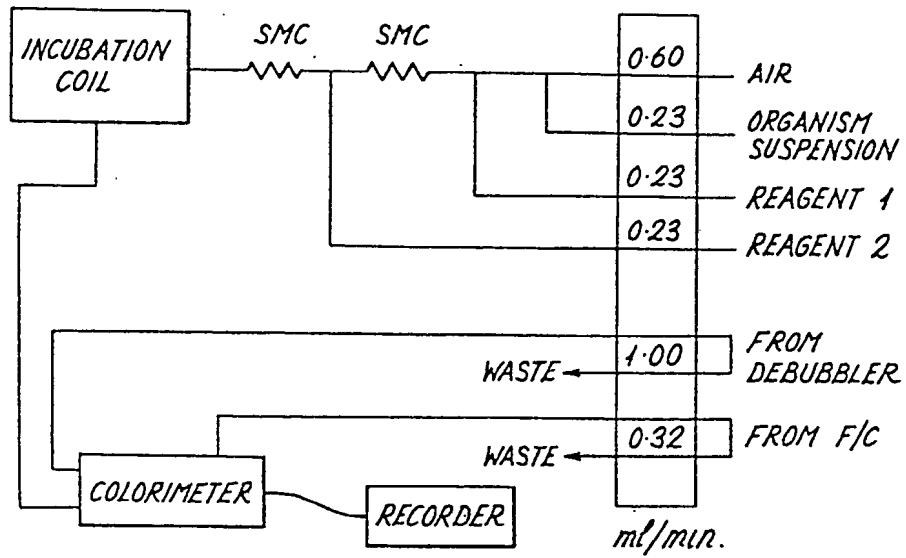 INCUBATION
COIL
SMC
SMC
0·60
AIR
0·23
ORGANISM
SUSPENSION
0·23
REAGENT 1
0·23
REAGENT 2
WASTE
1·00
FROM
DEBUBBLER
WASTE
0·32
FROM F/C
COLORIMETER
RECORDER
ml/min.